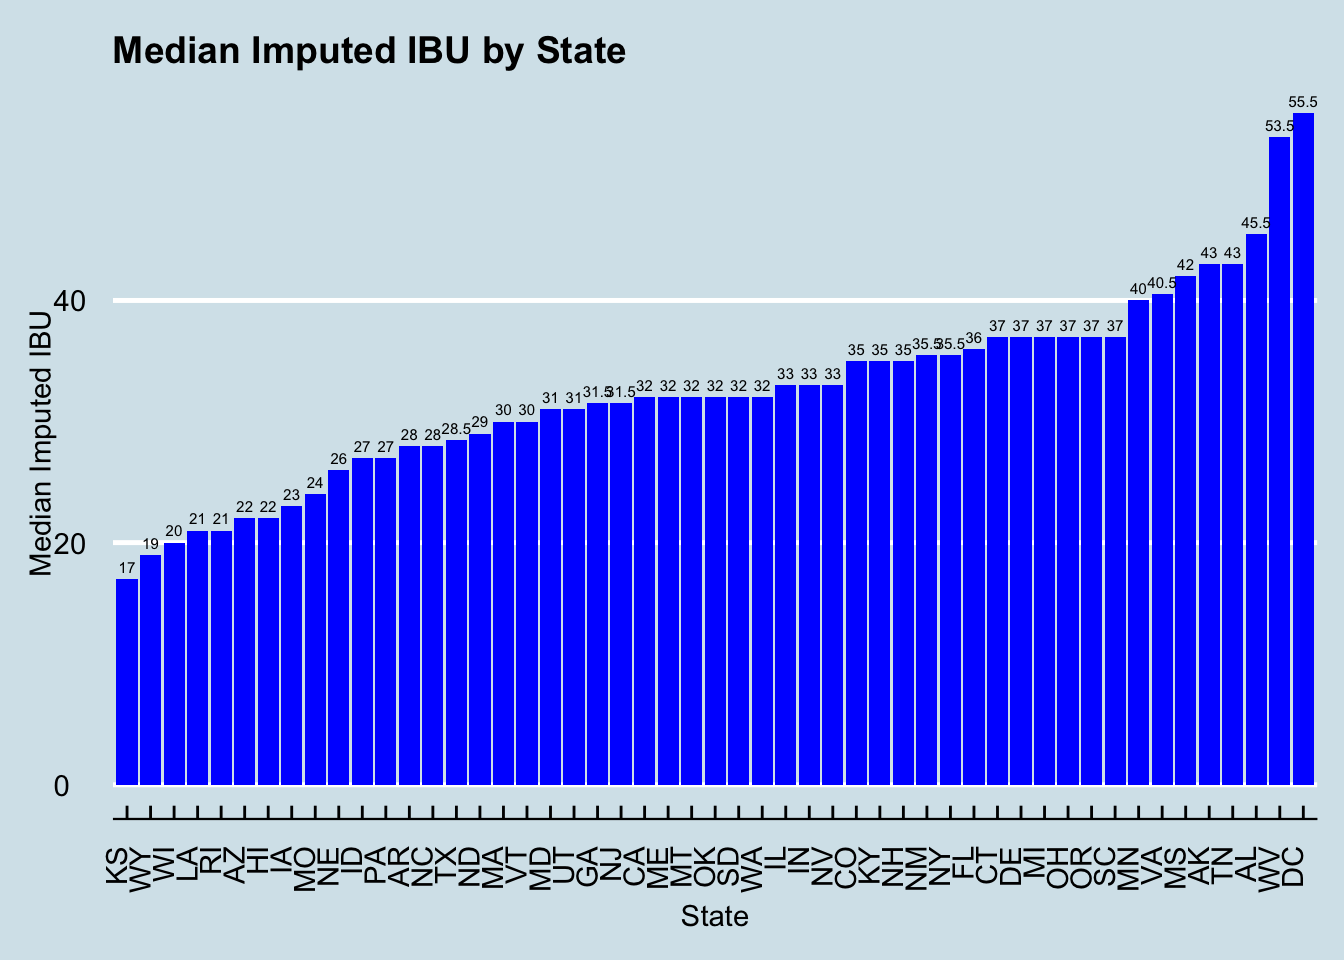 Median Imputed IBU by State
Median Imputed IBU
40
20
0
17 19 20 21 21 22 22 23 24 26 27 27 28 28 28.5 29 30 30 31 31 31.5 31.5 32 32 32 32 32 32 33 33 33 35 35 35 35.5 35.5 36 37 37 37 37 37 37 40 40.5 42 43 43 45.5 53.5 55.5
KS WY WI LA RI AZ HI IA MO NE ID PA AR NC TX ND MA VT MD UT GA NJ CA ME MT OK SD WA IL IN NV CO KY NH NM NY FL CT DE MI OH OR SC MN VA MS AK TN AL WV DC
State